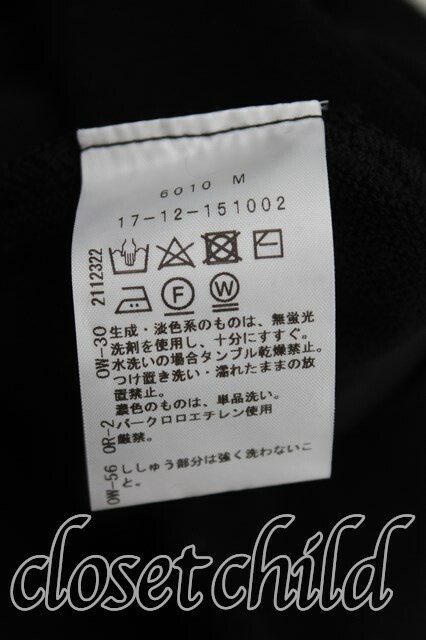 6010 M
17-12-151002
F
W
生成・淡色系のものは、無蛍光
洗剤を使用し、十分にすすぐ。
水洗いの場合タンブル乾燥禁止。
つけ置き洗い・濡れたままの放
置禁止。
濃色のものは、単品洗い。
パークロロエチレン使用
厳禁。
ししゅう部分は強く洗わないこ
と。
OW-56 OR-2 OW-30 2112322
closet child